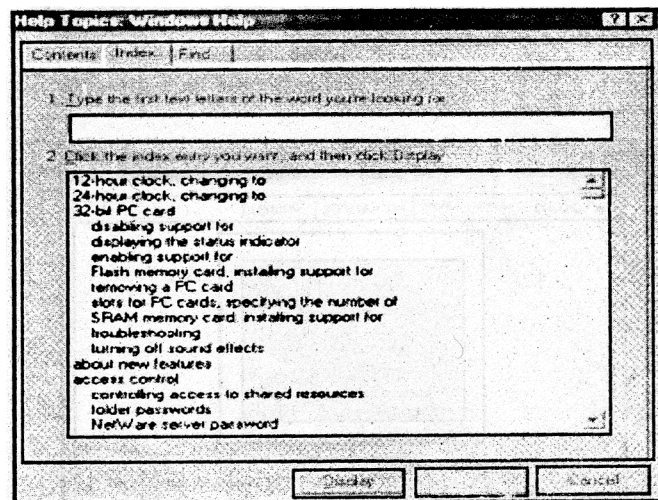 Help Topics: Windows Help
Contents Index Find
1 Type the first few letters of the word you're looking for
2 Click the index entry you want, and then click Display
12-hour clock, changing to
24-hour clock, changing to
32-bit PC card
disabling support for
displaying the status indicator
enabling support for
Flash memory card, installing support for
removing a PC card
slots for PC cards, specifying the number of
SRAM memory card, installing support for
troubleshooting
turning off sound effects
about new features
access control
controlling access to shared resources
folder passwords
NetWare server password
Display Cancel